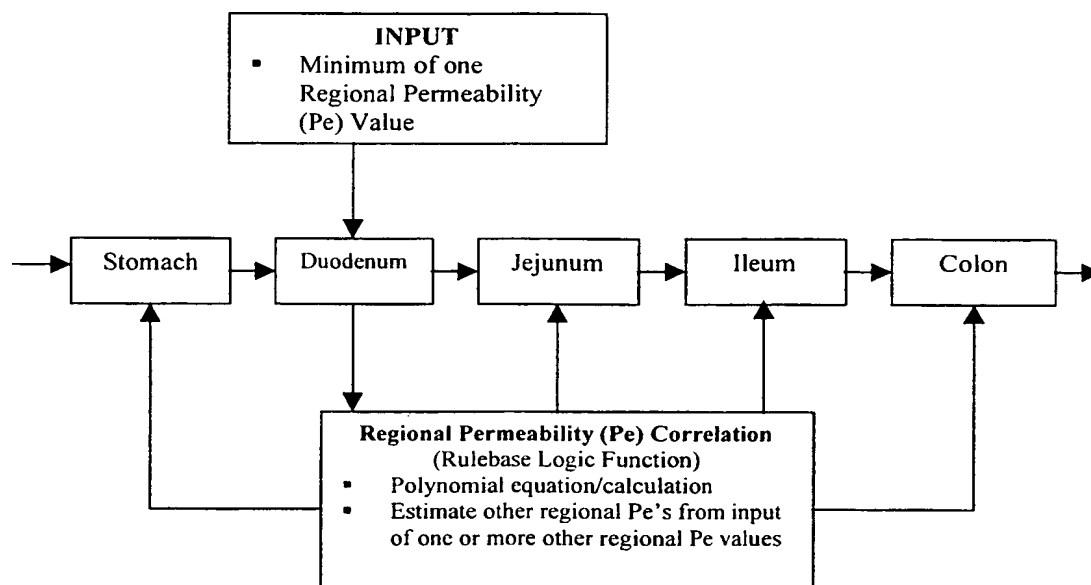 INPUT
▪ Minimum of one
Regional Permeability
(Pe) Value
Stomach
Duodenum
Jejunum
Ileum
Colon
Regional Permeability (Pe) Correlation
(Rulebase Logic Function)
▪ Polynomial equation/calculation
▪ Estimate other regional Pe's from input
of one or more other regional Pe values